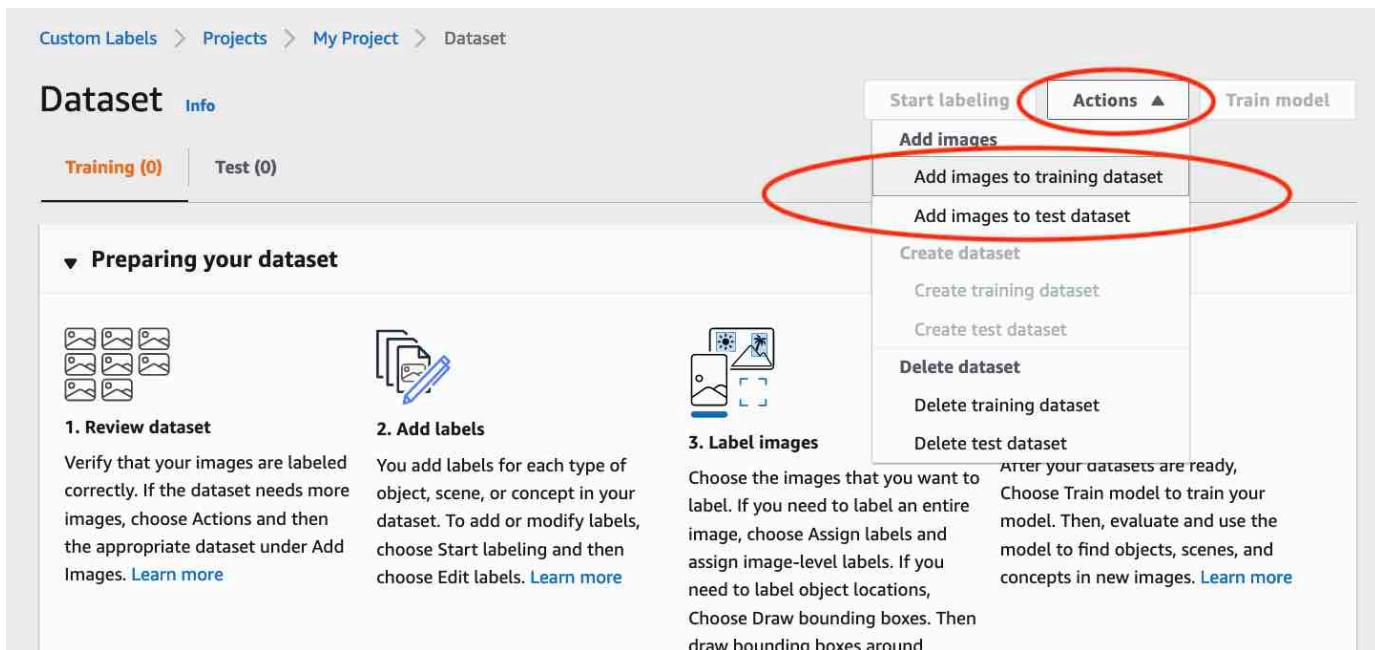 Custom Labels > Projects > My Project > Dataset
Dataset Info
Start labeling
Actions ▲
Train model
Training (0)
Test (0)
Add images
Add images to training dataset
Add images to test dataset
Create dataset
Create training dataset
Create test dataset
Delete dataset
Delete training dataset
Delete test dataset
▼ Preparing your dataset
1. Review dataset
Verify that your images are labeled
correctly. If the dataset needs more
images, choose Actions and then
the appropriate dataset under Add
Images. Learn more
2. Add labels
You add labels for each type of
object, scene, or concept in your
dataset. To add or modify labels,
choose Start labeling and then
choose Edit labels. Learn more
3. Label images
Choose the images that you want to
label. If you need to label an entire
image, choose Assign labels and
assign image-level labels. If you
need to label object locations,
Choose Draw bounding boxes. Then
draw bounding boxes around
After your datasets are ready,
Choose Train model to train your
model. Then, evaluate and use the
model to find objects, scenes, and
concepts in new images. Learn more